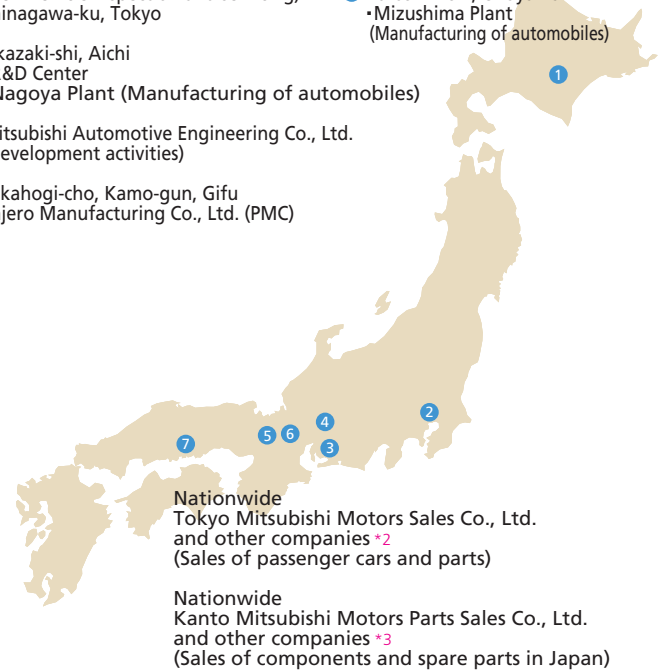 hinagawa-ku, Tokyo
kazaki-shi, Aichi
&D Center
Nagoya Plant (Manufacturing of automobiles)
itsubishi Automotive Engineering Co., Ltd.
evelopment activities)
kahogi-cho, Kamo-gun, Gifu
jero Manufacturing Co., Ltd. (PMC)
・Mizushima Plant
(Manufacturing of automobiles)
1
2
4
3
5
6
7
Nationwide
Tokyo Mitsubishi Motors Sales Co., Ltd.
and other companies *2
(Sales of passenger cars and parts)
Nationwide
Kanto Mitsubishi Motors Parts Sales Co., Ltd.
and other companies *3
(Sales of components and spare parts in Japan)